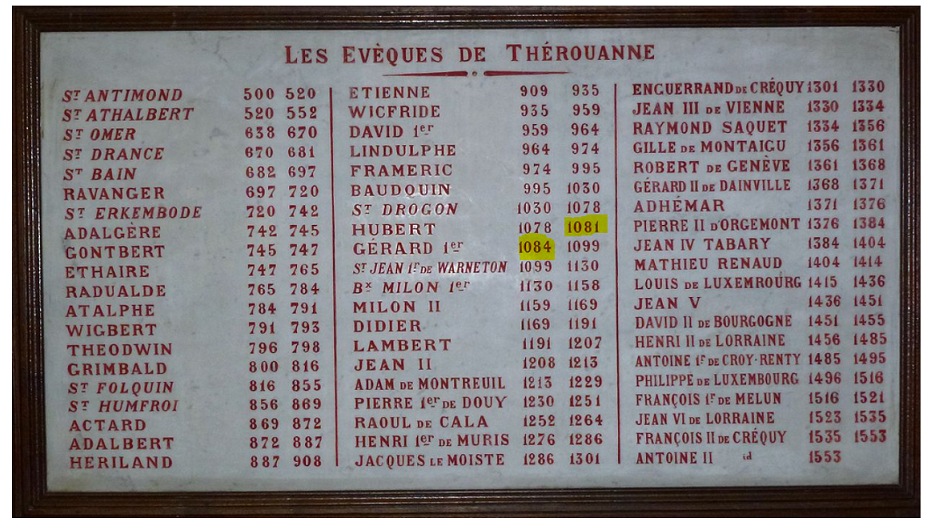 LES EVÈQUES DE THÉROUANNE
ST ANTIMOND 500 520
ST ATHALBERT 520 552
ST OMER 638 670
ST DRANCE 670 681
ST BAIN 682 697
RAVANGER 697 720
ST ERKEMBODE 720 742
ADALGÈRE 742 745
GONTBERT 745 747
ETHAIRE 747 765
RADUALDE 765 784
ATALPHE 784 791
WIGBERT 791 793
THEODWIN 796 798
GRIMBALD 800 816
ST FOLQUIN 816 855
ST HUMFROI 856 869
ACTARD 869 872
ADALBERT 872 887
HERILAND 887 908
ETIENNE 909 935
WICFRIDE 935 959
DAVID 1er 959 964
LINDULPHE 964 974
FRAMERIC 974 995
BAUDQUIN 995 1030
ST DROGON 1030 1078
HUBERT 1078 1081
GÉRARD 1er 1084 1099
ST JEAN 1r DE WARNETON 1099 1130
Bx MILON 1er 1130 1158
MILON II 1159 1169
DIDIER 1169 1191
LAMBERT 1191 1207
JEAN II 1208 1213
ADAM DE MONTREUIL 1213 1229
PIERRE 1er DE DOUY 1230 1251
RAOUL DE CALA 1252 1264
HENRI 1er DE MURIS 1276 1286
JACQUES LE MOISTE 1286 1301
ENGUERRAND DE CRÉQUY 1301 1330
JEAN III DE VIENNE 1330 1334
RAYMOND SAQUET 1334 1356
GILLE DE MONTAIGU 1356 1361
ROBERT DE GENÈVE 1361 1368
GÉRARD II DE DAINVILLE 1368 1371
ADHÉMAR 1371 1376
PIERRE II D'ORGEMONT 1376 1384
JEAN IV TABARY 1384 1404
MATHIEU RENAUD 1404 1414
LOUIS DE LUXEMROURG 1415 1436
JEAN V 1436 1451
DAVID II DE BOURGOGNE 1451 1455
HENRI II DE LORRAINE 1456 1485
ANTOINE 1r DE CROY-RENTY 1485 1495
PHILIPPE DE LUXEMBOURG 1496 1516
FRANÇOIS 1r DE MELUN 1516 1521
JEAN VI DE LORRAINE 1523 1535
FRANÇOIS II DE CRÉQUY 1535 1553
ANTOINE II id 1553